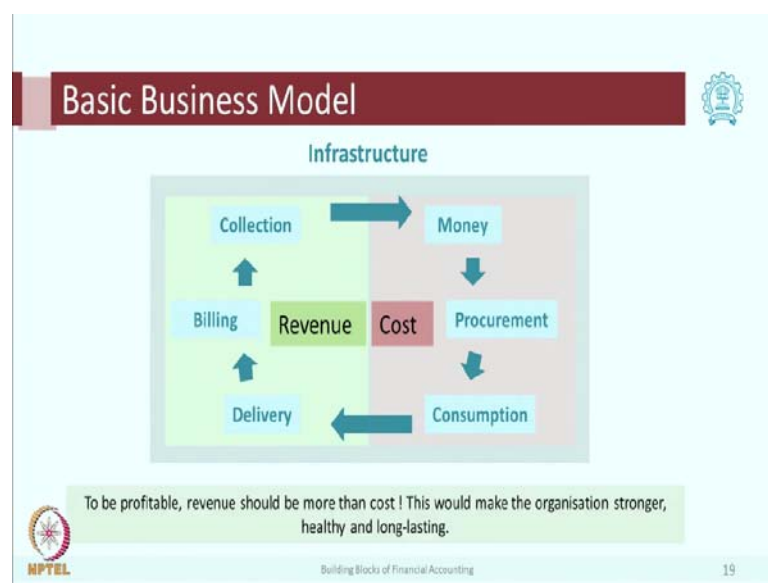 Basic Business Model
Infrastructure
Collection
Money
Billing
Revenue
Cost
Procurement
Delivery
Consumption
To be profitable, revenue should be more than cost ! This would make the organisation stronger,
healthy and long-lasting.
NPTEL
Building Blocks of Financial Accounting
19